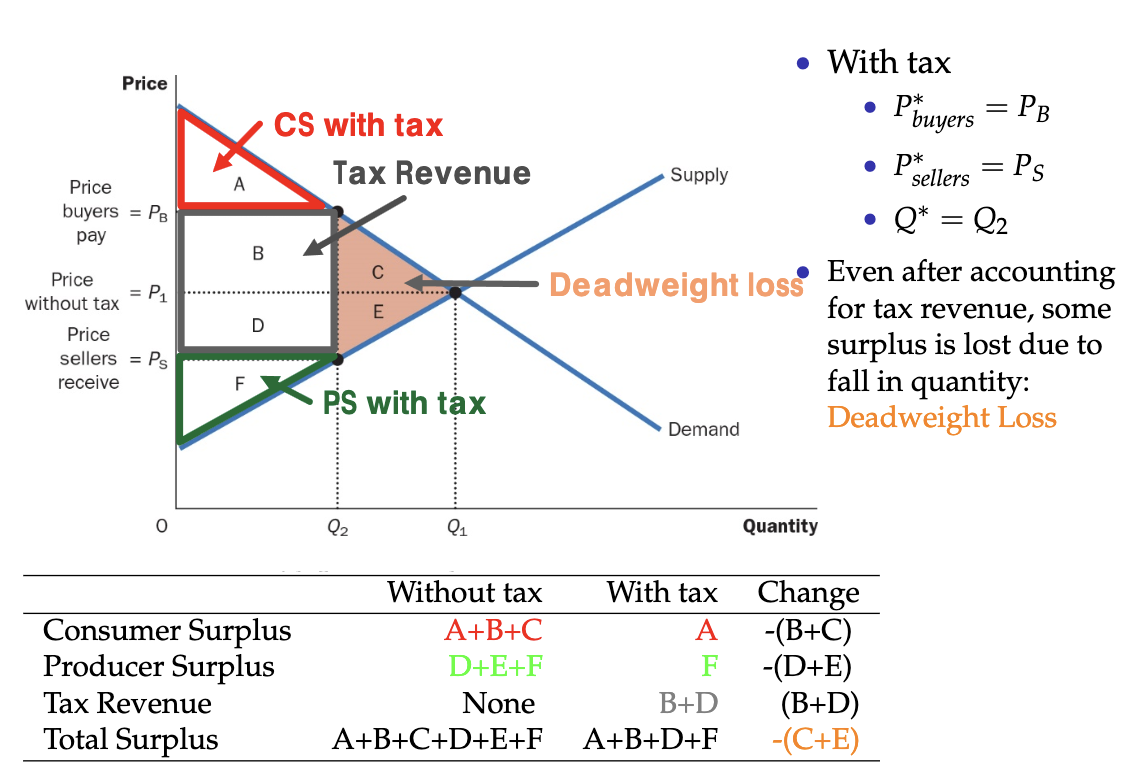 Price
CS with tax
A
Tax Revenue
Supply
Price
buyers = P_B
pay
B
C
Deadweight loss
Price
without tax = P_1
E
D
Price
sellers = P_S
receive
F
PS with tax
Demand
O
Q_2
Q_1
Quantity
• With tax
• P*_buyers = P_B
• P*_sellers = P_S
• Q* = Q_2
• Even after accounting
for tax revenue, some
surplus is lost due to
fall in quantity:
Deadweight Loss
Without tax With tax Change
Consumer Surplus A+B+C A -(B+C)
Producer Surplus D+E+F F -(D+E)
Tax Revenue None B+D (B+D)
Total Surplus A+B+C+D+E+F A+B+D+F -(C+E)